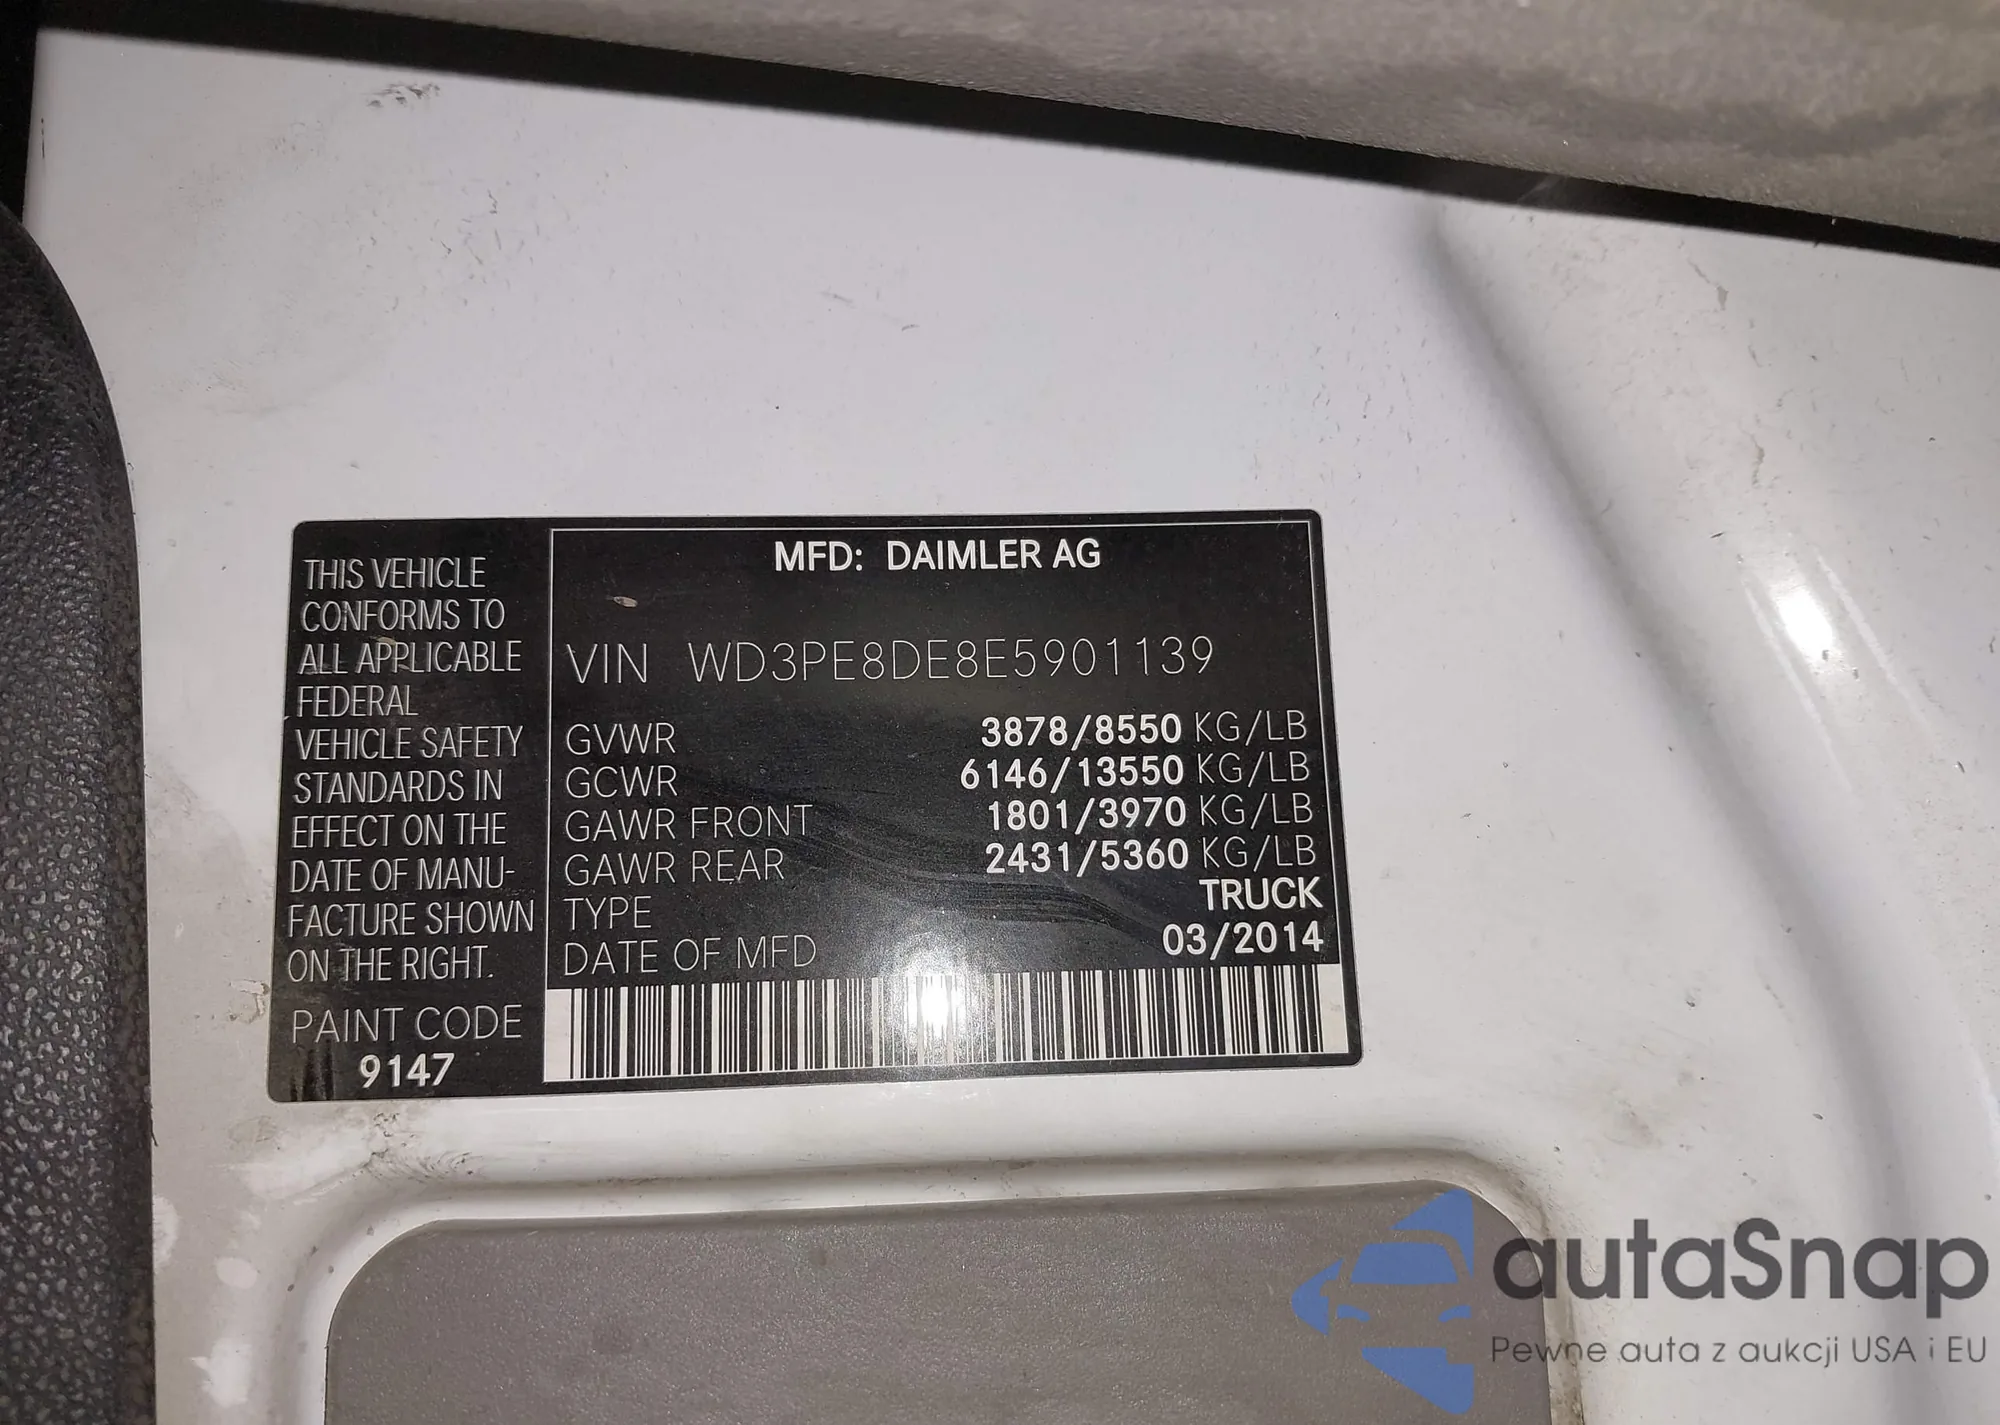 THIS VEHICLE
CONFORMS TO
ALL APPLICABLE
FEDERAL
VEHICLE SAFETY
STANDARDS IN
EFFECT ON THE
DATE OF MANU-
FACTURE SHOWN
ON THE RIGHT.
PAINT CODE
9147
MFD: DAIMLER AG
VIN WD3PE8DE8E5901139
GVWR 3878/8550 KG/LB
GCWR 6146/13550 KG/LB
GAWR FRONT 1801/3970 KG/LB
GAWR REAR 2431/5360 KG/LB
TYPE TRUCK
DATE OF MFD 03/2014
autaSnap
Pewne auta z aukcji USA i EU